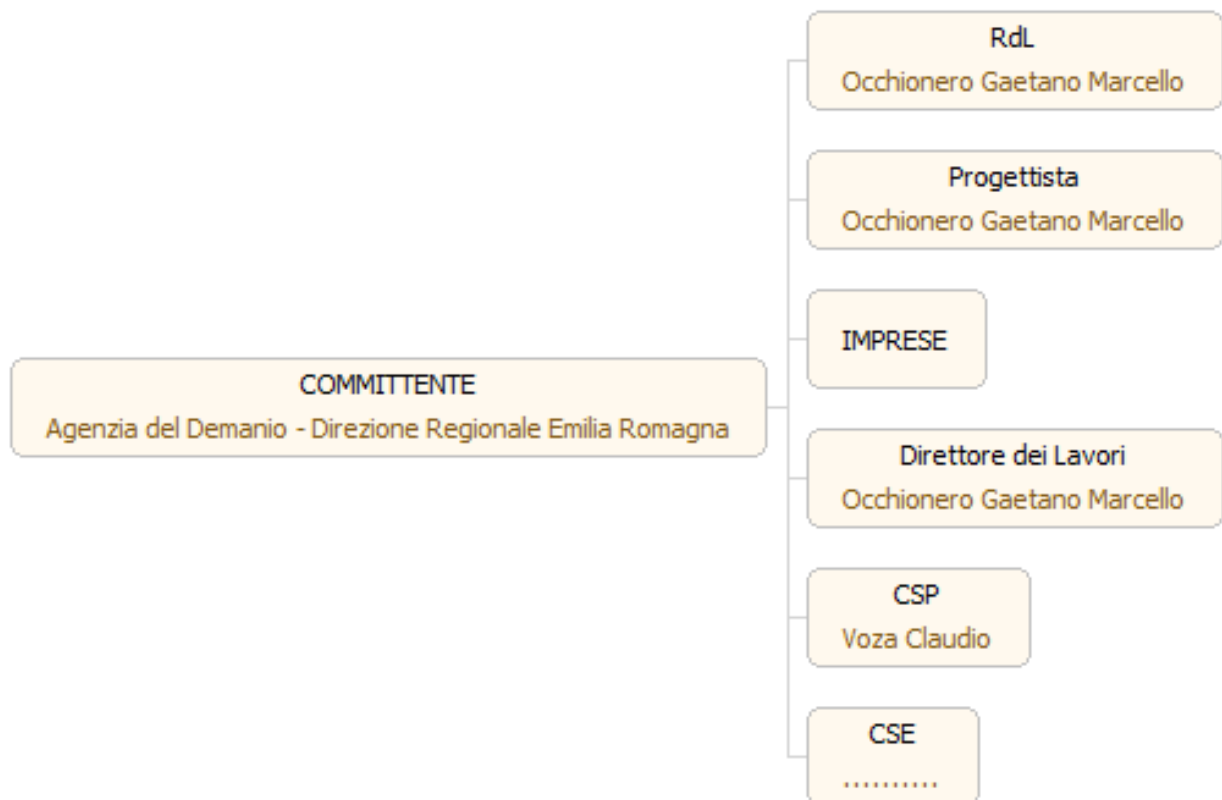 RdL
Occhionero Gaetano Marcello
Progettista
Occhionero Gaetano Marcello
IMPRESE
COMMITTENTE
Agenzia del Demanio - Direzione Regionale Emilia Romagna
Direttore dei Lavori
Occhionero Gaetano Marcello
CSP
Voza Claudio
CSE
..........